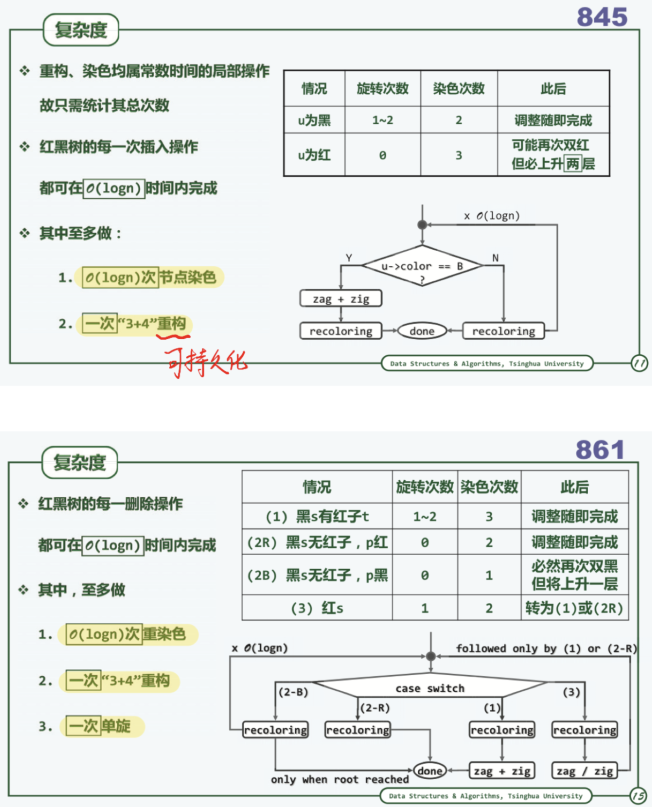 845
复杂度
❖ 重构、染色均属常数时间的局部操作
故只需统计其总次数
❖ 红黑树的每一次插入操作
都可在 O(logn) 时间内完成
❖ 其中至多做：
1. O(logn)次节点染色
2. 一次“3+4”重构
可持久化
情况 旋转次数 染色次数 此后
u为黑 1~2 2 调整随即完成
u为红 0 3 可能再次双红
但必上升两层
x O(logn)
Y u->color == B N
?
zag + zig
recoloring done recoloring
Data Structures & Algorithms, Tsinghua University 11
861
复杂度
❖ 红黑树的每一删除操作
都可在 O(logn) 时间内完成
❖ 其中，至多做
1. O(logn)次重染色
2. 一次“3+4”重构
3. 一次单旋
情况 旋转次数 染色次数 此后
(1) 黑s有红子t 1~2 3 调整随即完成
(2R) 黑s无红子，p红 0 2 调整随即完成
(2B) 黑s无红子，p黑 0 1 必然再次双黑
但将上升一层
(3) 红s 1 2 转为(1)或(2R)
x O(logn) followed only by (1) or (2-R)
case switch
(2-B) (2-R) (1) (3)
recoloring recoloring recoloring recoloring
only when root reached done zag + zig zag / zig
Data Structures & Algorithms, Tsinghua University 15